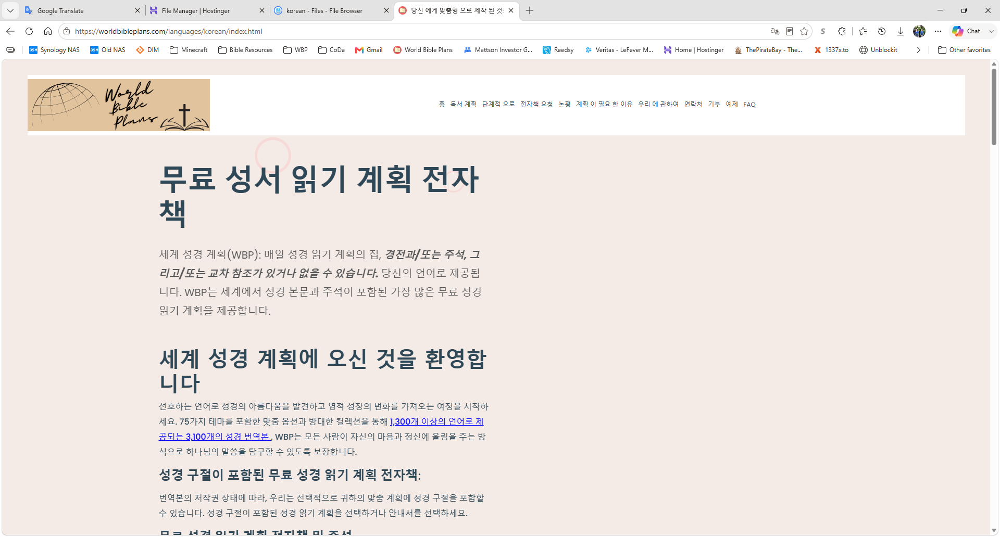 Google Translate
File Manager | Hostinger
korean - Files - File Browser
당신 에게 맞춤형 으로 제작 된 것
https://worldbibleplans.com/languages/korean/index.html
Chat
Synology NAS
Old NAS
DIM
Minecraft
Bible Resources
WBP
CoDa
Gmail
World Bible Plans
Mattson Investor G...
Reedsy
Veritas - LeFever M...
Home | Hostinger
ThePirateBay - The...
1337x.to
Unblockit
Other favorites
World
Bible
Plans
홈 독서 계획 단계적 으로 전자책 요청 논평 계획 이 필요 한 이유 우리 에 관하여 연락처 기부 예제 FAQ
무료 성서 읽기 계획 전자
책
세계 성경 계획(WBP): 매일 성경 읽기 계획의 집, 경전과/또는 주석, 그
리고/또는 교차 참조가 있거나 없을 수 있습니다. 당신의 언어로 제공됩
니다. WBP는 세계에서 성경 본문과 주석이 포함된 가장 많은 무료 성경
읽기 계획을 제공합니다.
세계 성경 계획에 오신 것을 환영합
니다
선호하는 언어로 성경의 아름다움을 발견하고 영적 성장의 변화를 가져오는 여정을 시작하
세요. 75가지 테마를 포함한 맞춤 옵션과 방대한 컬렉션을 통해 1,300개 이상의 언어로 제
공되는 3,100개의 성경 번역본 , WBP는 모든 사람이 자신의 마음과 정신에 울림을 주는 방
식으로 하나님의 말씀을 탐구할 수 있도록 보장합니다.
성경 구절이 포함된 무료 성경 읽기 계획 전자책:
번역본의 저작권 상태에 따라, 우리는 선택적으로 귀하의 맞춤 계획에 성경 구절을 포함할
수 있습니다. 성경 구절이 포함된 성경 읽기 계획을 선택하거나 안내서를 선택하세요.
무료 성경 읽기 계획 전자책 및 주석